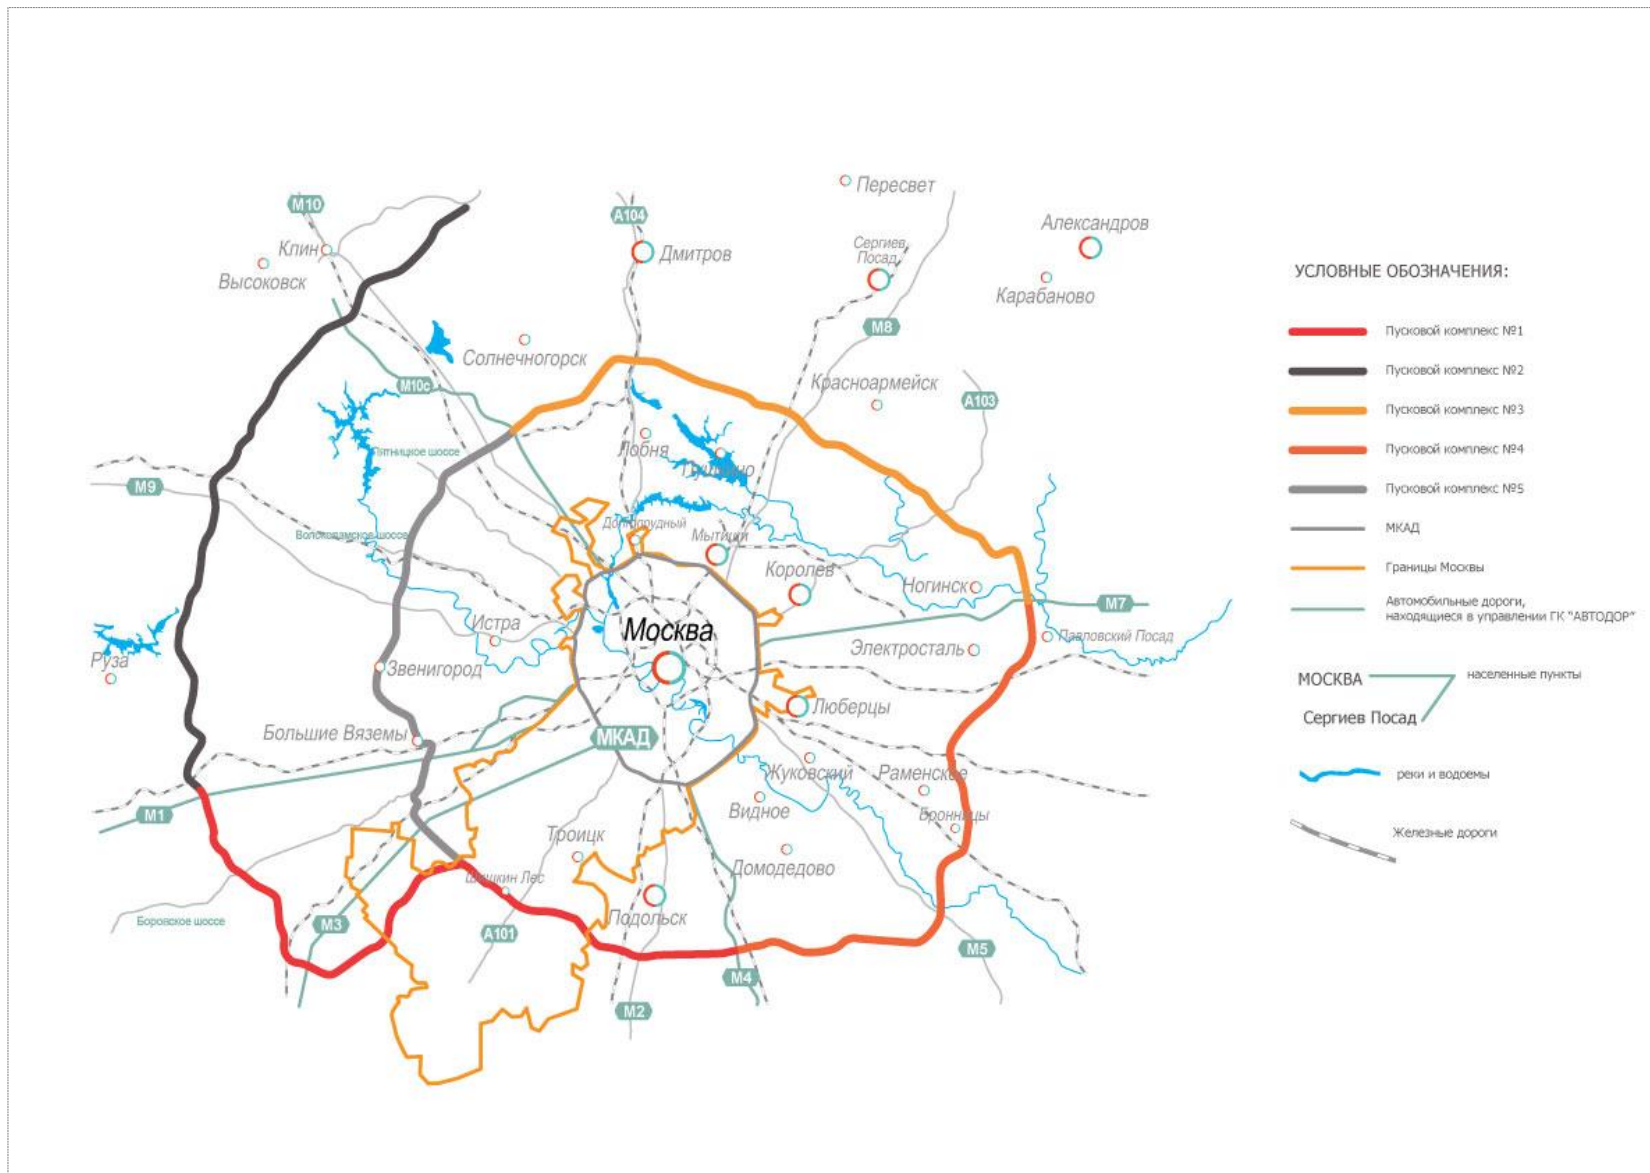 Пересвет
М10
А104
Александров
Клин
Дмитров
Сергиев
Посад
Высоковск
Карабаново
М8
Солнечногорск
М10с
Красноармейск
А103
Лобня
Пушкино
Пятницкое шоссе
М9
Долгопрудный
Волоколамское шоссе
Мытищи
Королев
Ногинск
М7
Истра
Москва
Павловский Посад
Электросталь
Руза
Звенигород
Люберцы
Большие Вяземы
МКАД
Жуковский
Раменское
М1
Видное
Бронницы
Троицк
Домодедово
Шишкин Лес
Боровское шоссе
М3
А101
Подольск
М5
М4
М2
УСЛОВНЫЕ ОБОЗНАЧЕНИЯ:
Пусковой комплекс №1
Пусковой комплекс №2
Пусковой комплекс №3
Пусковой комплекс №4
Пусковой комплекс №5
МКАД
Границы Москвы
Автомобильные дороги,
находящиеся в управлении ГК "АВТОДОР"
МОСКВА
населенные пункты
Сергиев Посад
реки и водоемы
Железные дороги